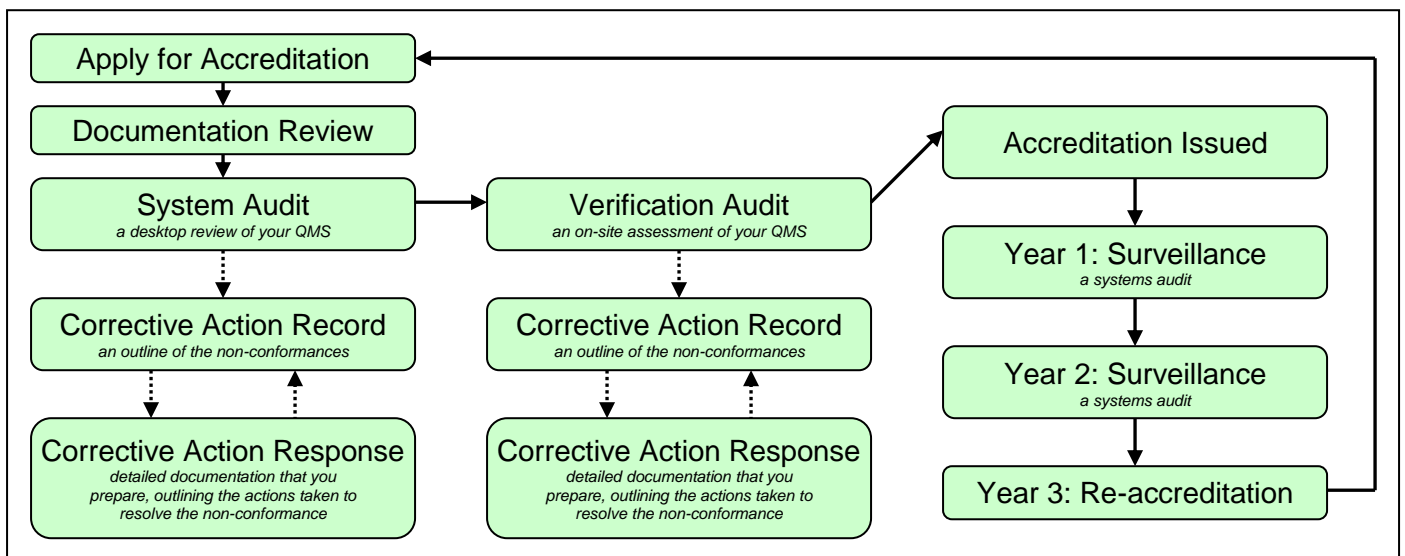 Apply for Accreditation
Documentation Review
System Audit
a desktop review of your QMS
Corrective Action Record
an outline of the non-conformances
Corrective Action Response
detailed documentation that you
prepare, outlining the actions taken to
resolve the non-conformance
Verification Audit
an on-site assessment of your QMS
Corrective Action Record
an outline of the non-conformances
Corrective Action Response
detailed documentation that you
prepare, outlining the actions taken to
resolve the non-conformance
Accreditation Issued
Year 1: Surveillance
a systems audit
Year 2: Surveillance
a systems audit
Year 3: Re-accreditation